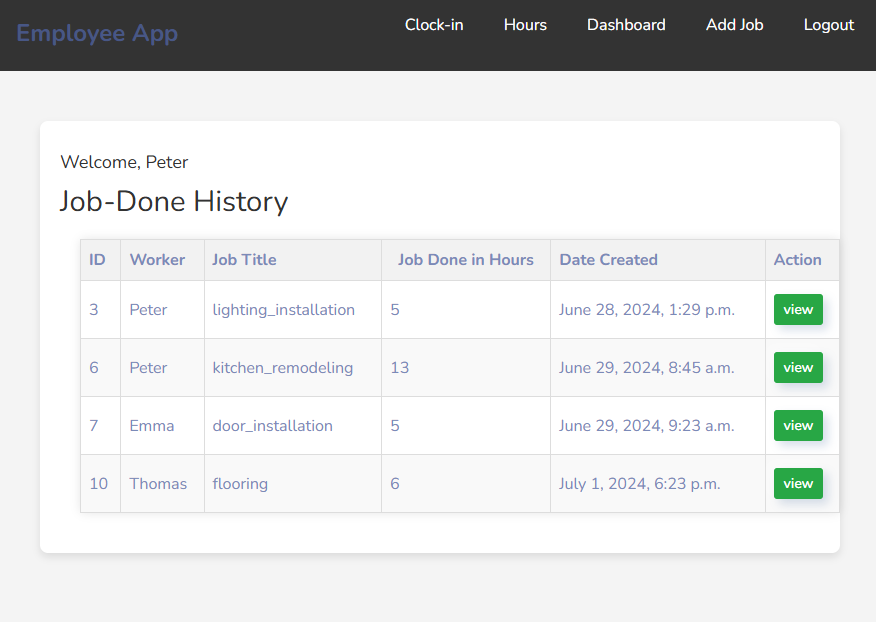 Employee App Clock-in Hours Dashboard Add Job Logout
Welcome, Peter
Job-Done History
ID Worker Job Title Job Done in Hours Date Created Action
3 Peter lighting_installation 5 June 28, 2024, 1:29 p.m. view
6 Peter kitchen_remodeling 13 June 29, 2024, 8:45 a.m. view
7 Emma door_installation 5 June 29, 2024, 9:23 a.m. view
10 Thomas flooring 6 July 1, 2024, 6:23 p.m. view